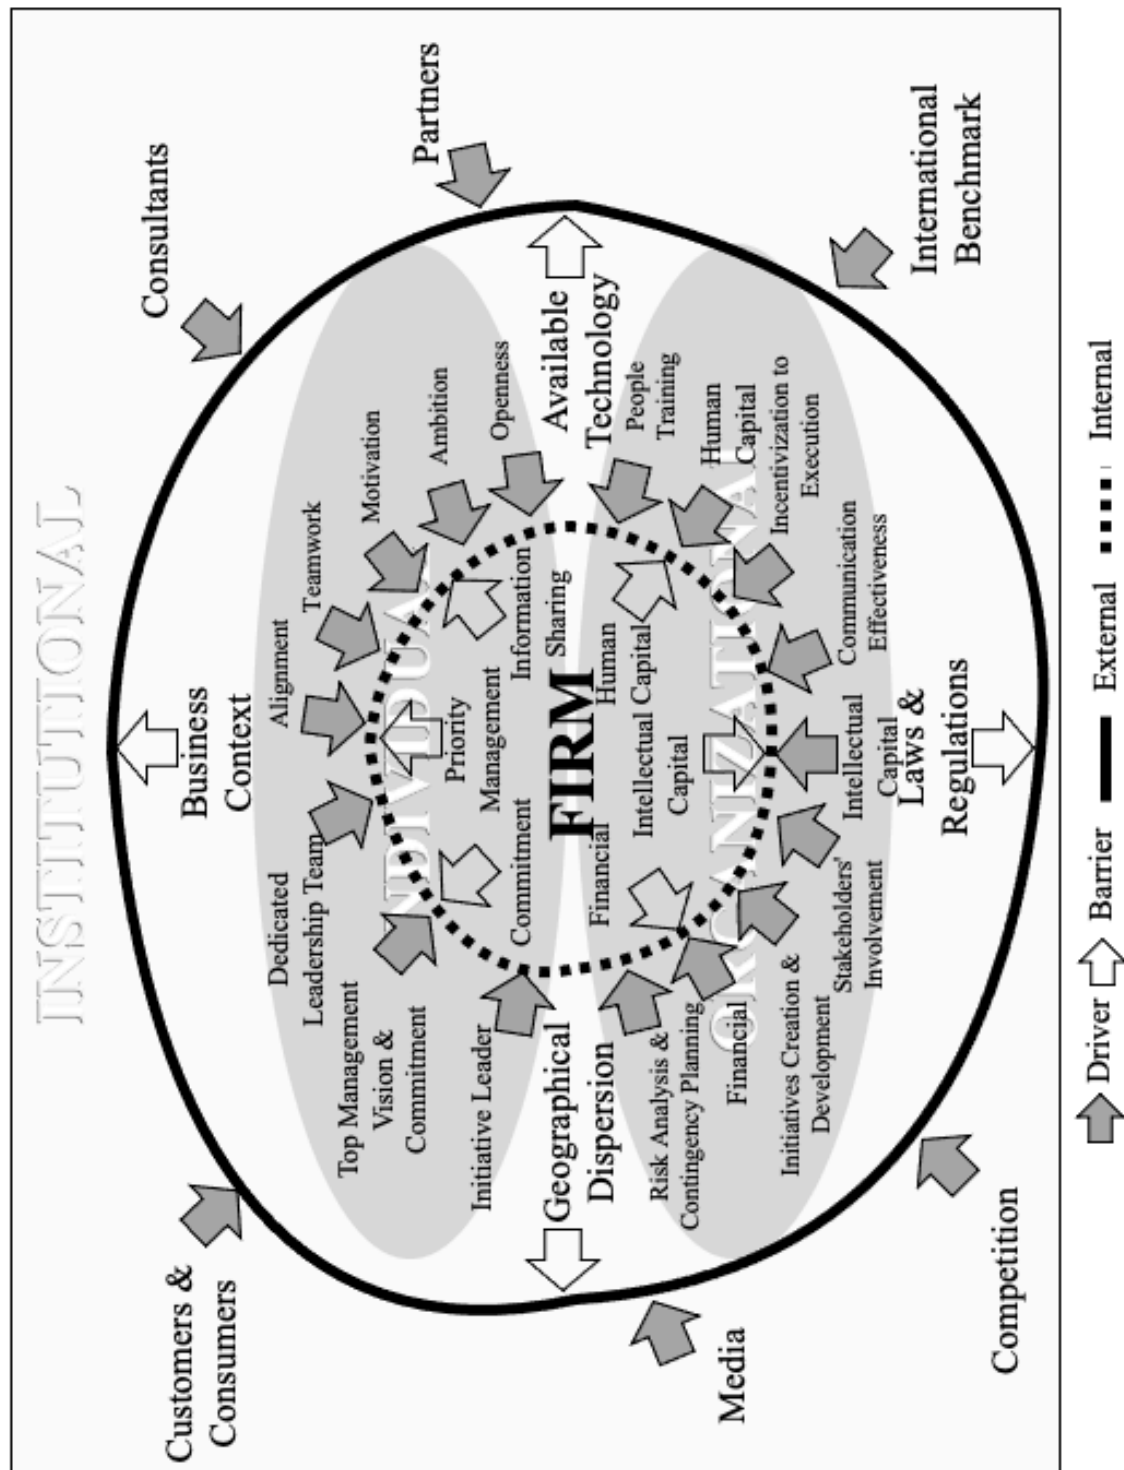 INSTITUTIONAL
Customers &
Consumers
Consultants
Business
Context
Dedicated
Leadership Team
Alignment
Teamwork
Motivation
Top Management
Vision &
Commitment
INDIVIDUAL
Ambition
Priority
Management
Initiative Leader
Commitment
Information
Sharing
Openness
Partners
Geographical
Dispersion
FIRM
Available
Technology
Financial
Human
Intellectual Capital
Capital
People
Training
Risk Analysis &
Contingency Planning
ORGANIZATIONAL
Human
Capital
Financial
Incentivization to
Execution
Initiatives Creation &
Development
Stakeholders'
Involvement
Intellectual
Capital
Communication
Effectiveness
Laws &
Regulations
Media
Competition
International
Benchmark
Driver Barrier External Internal